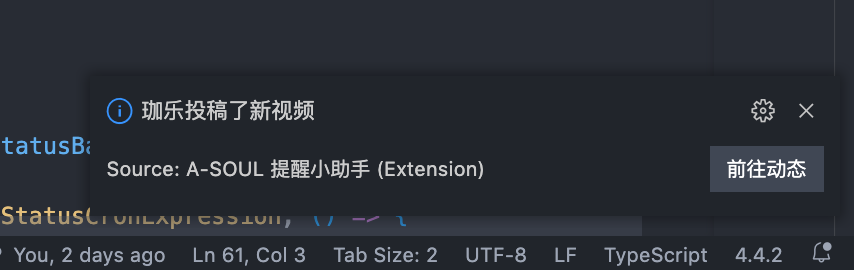 珈乐投稿了新视频
tatusBa
Source: A-SOUL 提醒小助手 (Extension)
前往动态
StatusCronExpression, () => {
You, 2 days ago Ln 61, Col 3 Tab Size: 2 UTF-8 LF TypeScript 4.4.2